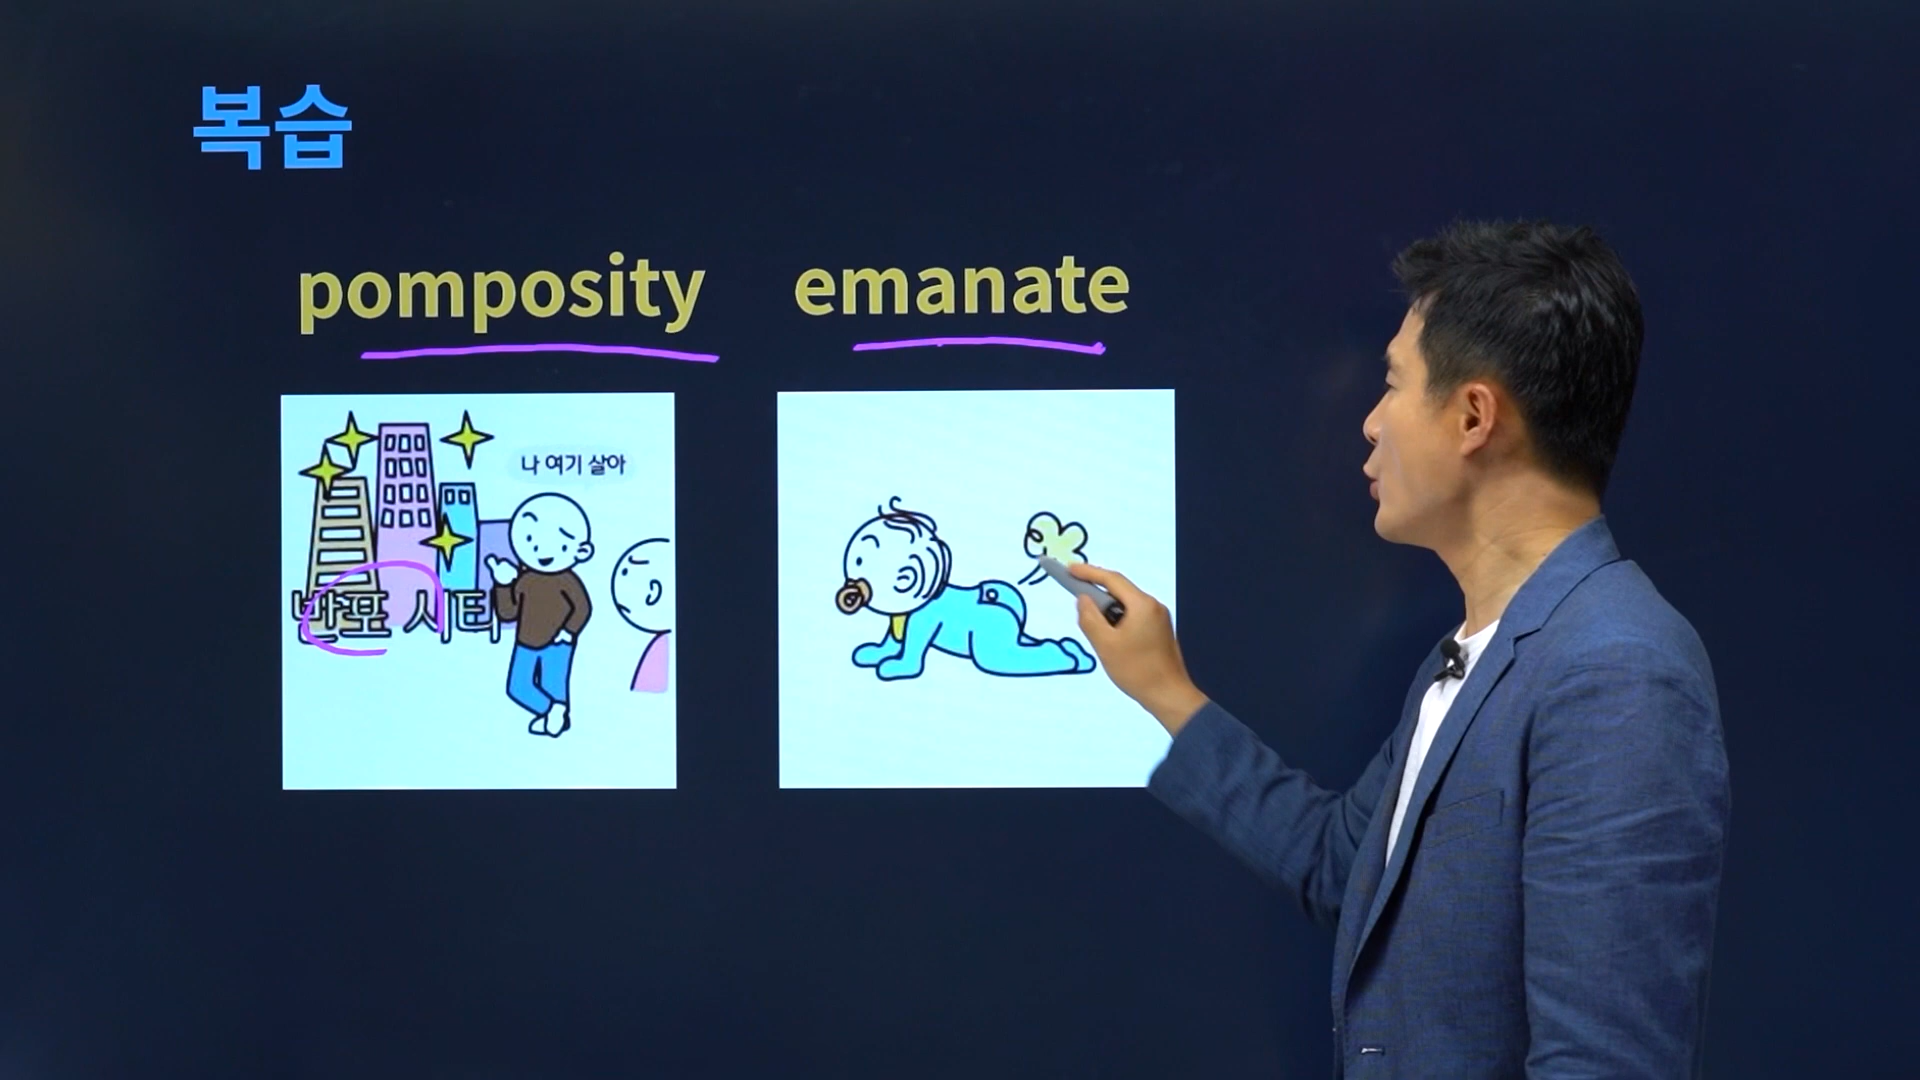 복습
pomposity
emanate
나 여기 살아
반포 시티